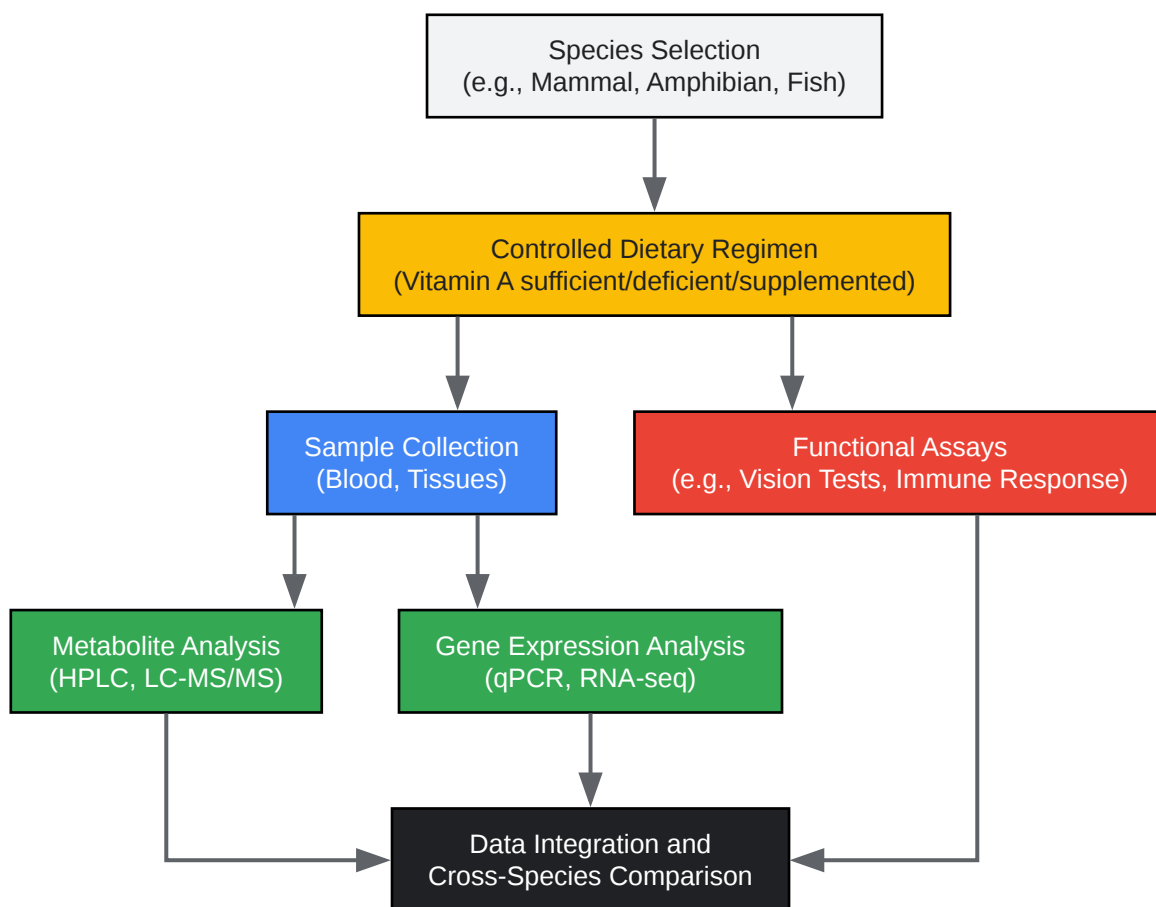 Species Selection
(e.g., Mammal, Amphibian, Fish)
Controlled Dietary Regimen
(Vitamin A sufficient/deficient/supplemented)
Sample Collection
(Blood, Tissues)
Functional Assays
(e.g., Vision Tests, Immune Response)
Metabolite Analysis
(HPLC, LC-MS/MS)
Gene Expression Analysis
(qPCR, RNA-seq)
Data Integration and
Cross-Species Comparison